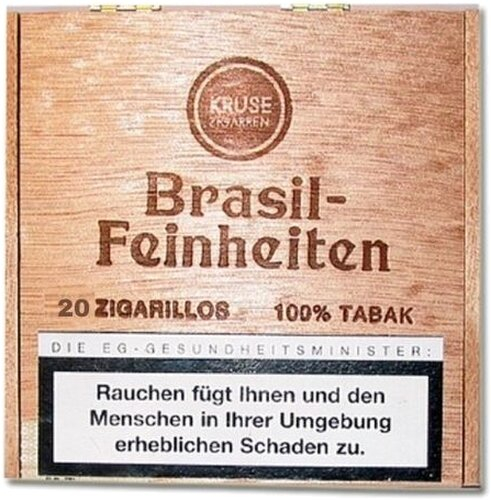 KRUSE
ZIGARREN
Brasil-
Feinheiten
20 ZIGARILLOS 100% TABAK
DIE EG-GESUNDHEITSMINISTER:
Rauchen fügt Ihnen und den
Menschen in Ihrer Umgebung
erheblichen Schaden zu.